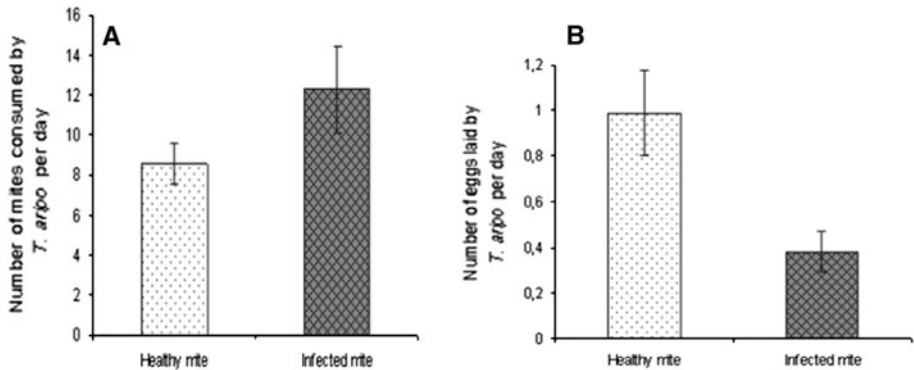 A
Number of mites consumed by
T. aripo per day
16
14
12
10
8
6
4
2
0
Healthy mite
Infected mite
B
Number of eggs laid by
T. aripo per day
1,2
1
0,8
0,6
0,4
0,2
0
Healthy mite
Infected mite